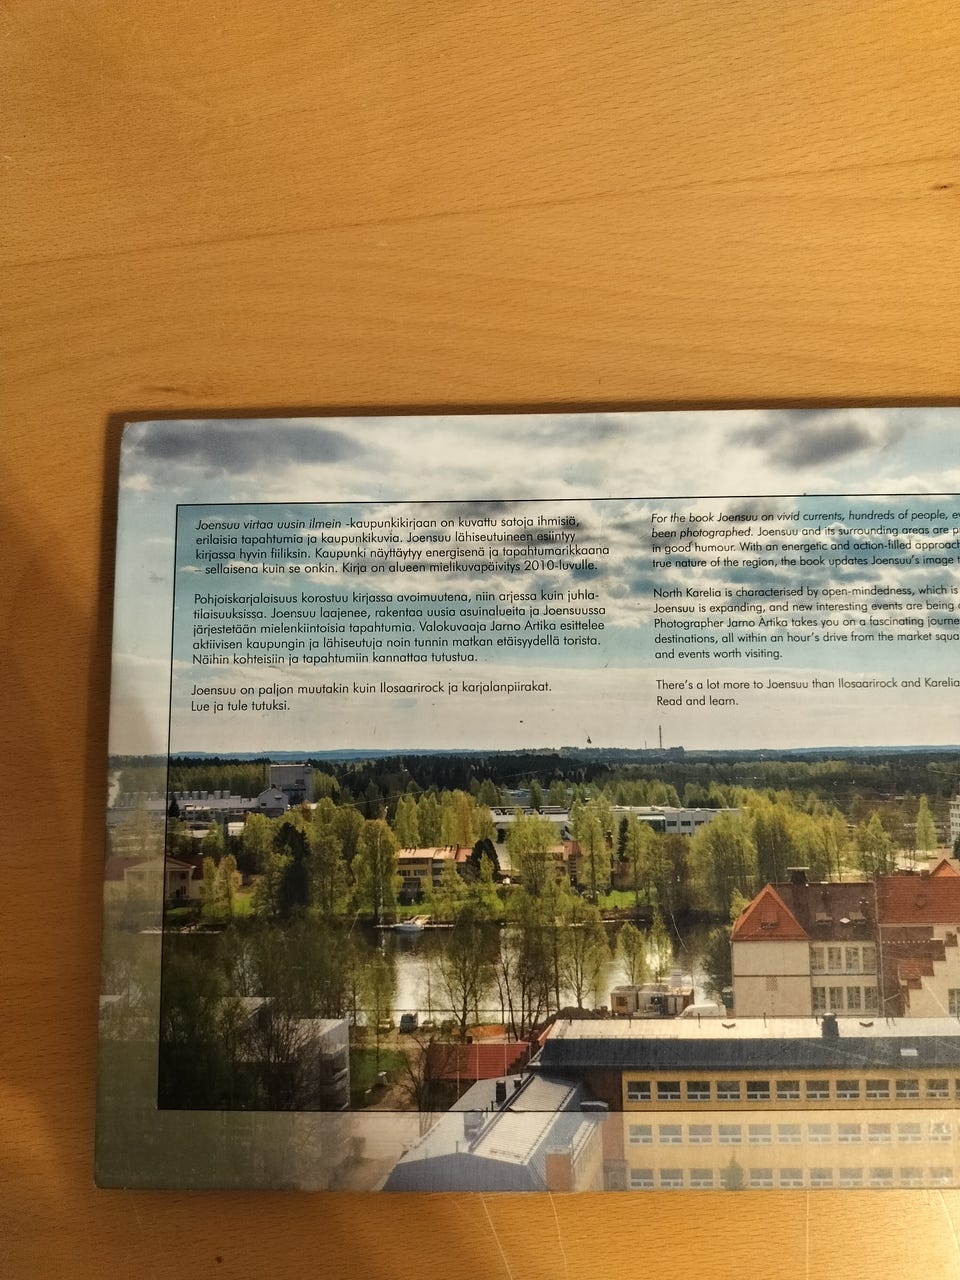 Joensuu virtaa uusin ilmein -kaupunkikirjaan on kuvattu satoja ihmisiä,
erilaisia tapahtumia ja kaupunkikuvia. Joensuu lähiseutuineen esiintyy
kirjassa hyvin fiiliksin. Kaupunki näyttäytyy energisenä ja tapahtumarikkaana
– sellaisena kuin se onkin. Kirja on alueen mielikuvapäivitys 2010-luvulle.
Pohjoiskarjalaisuus korostuu kirjassa avoimuutena, niin arjessa kuin juhla-
tilaisuuksissa. Joensuu laajenee, rakentaa uusia asuinalueita ja Joensuussa
järjestetään mielenkiintoisia tapahtumia. Valokuvaaja Jarno Artika esittelee
aktiivisen kaupungin ja lähiseutuja noin tunnin matkan etäisyydellä torista.
Näihin kohteisiin ja tapahtumiin kannattaa tutustua.
Joensuu on paljon muutakin kuin Ilosaarirock ja karjalanpiirakat.
Lue ja tule tutuksi.
For the book Joensuu on vivid currents, hundreds of people,
been photographed. Joensuu and its surrounding areas are
in good humour. With an energetic and action-filled approach
true nature of the region, the book updates Joensuu's image
North Karelia is characterised by open-mindedness, which is
Joensuu is expanding, and new interesting events are being
Photographer Jarno Artika takes you on a fascinating
destinations, all within an hour's drive from the market
and events worth visiting.
There's a lot more to Joensuu than Ilosaarirock and
Read and learn.